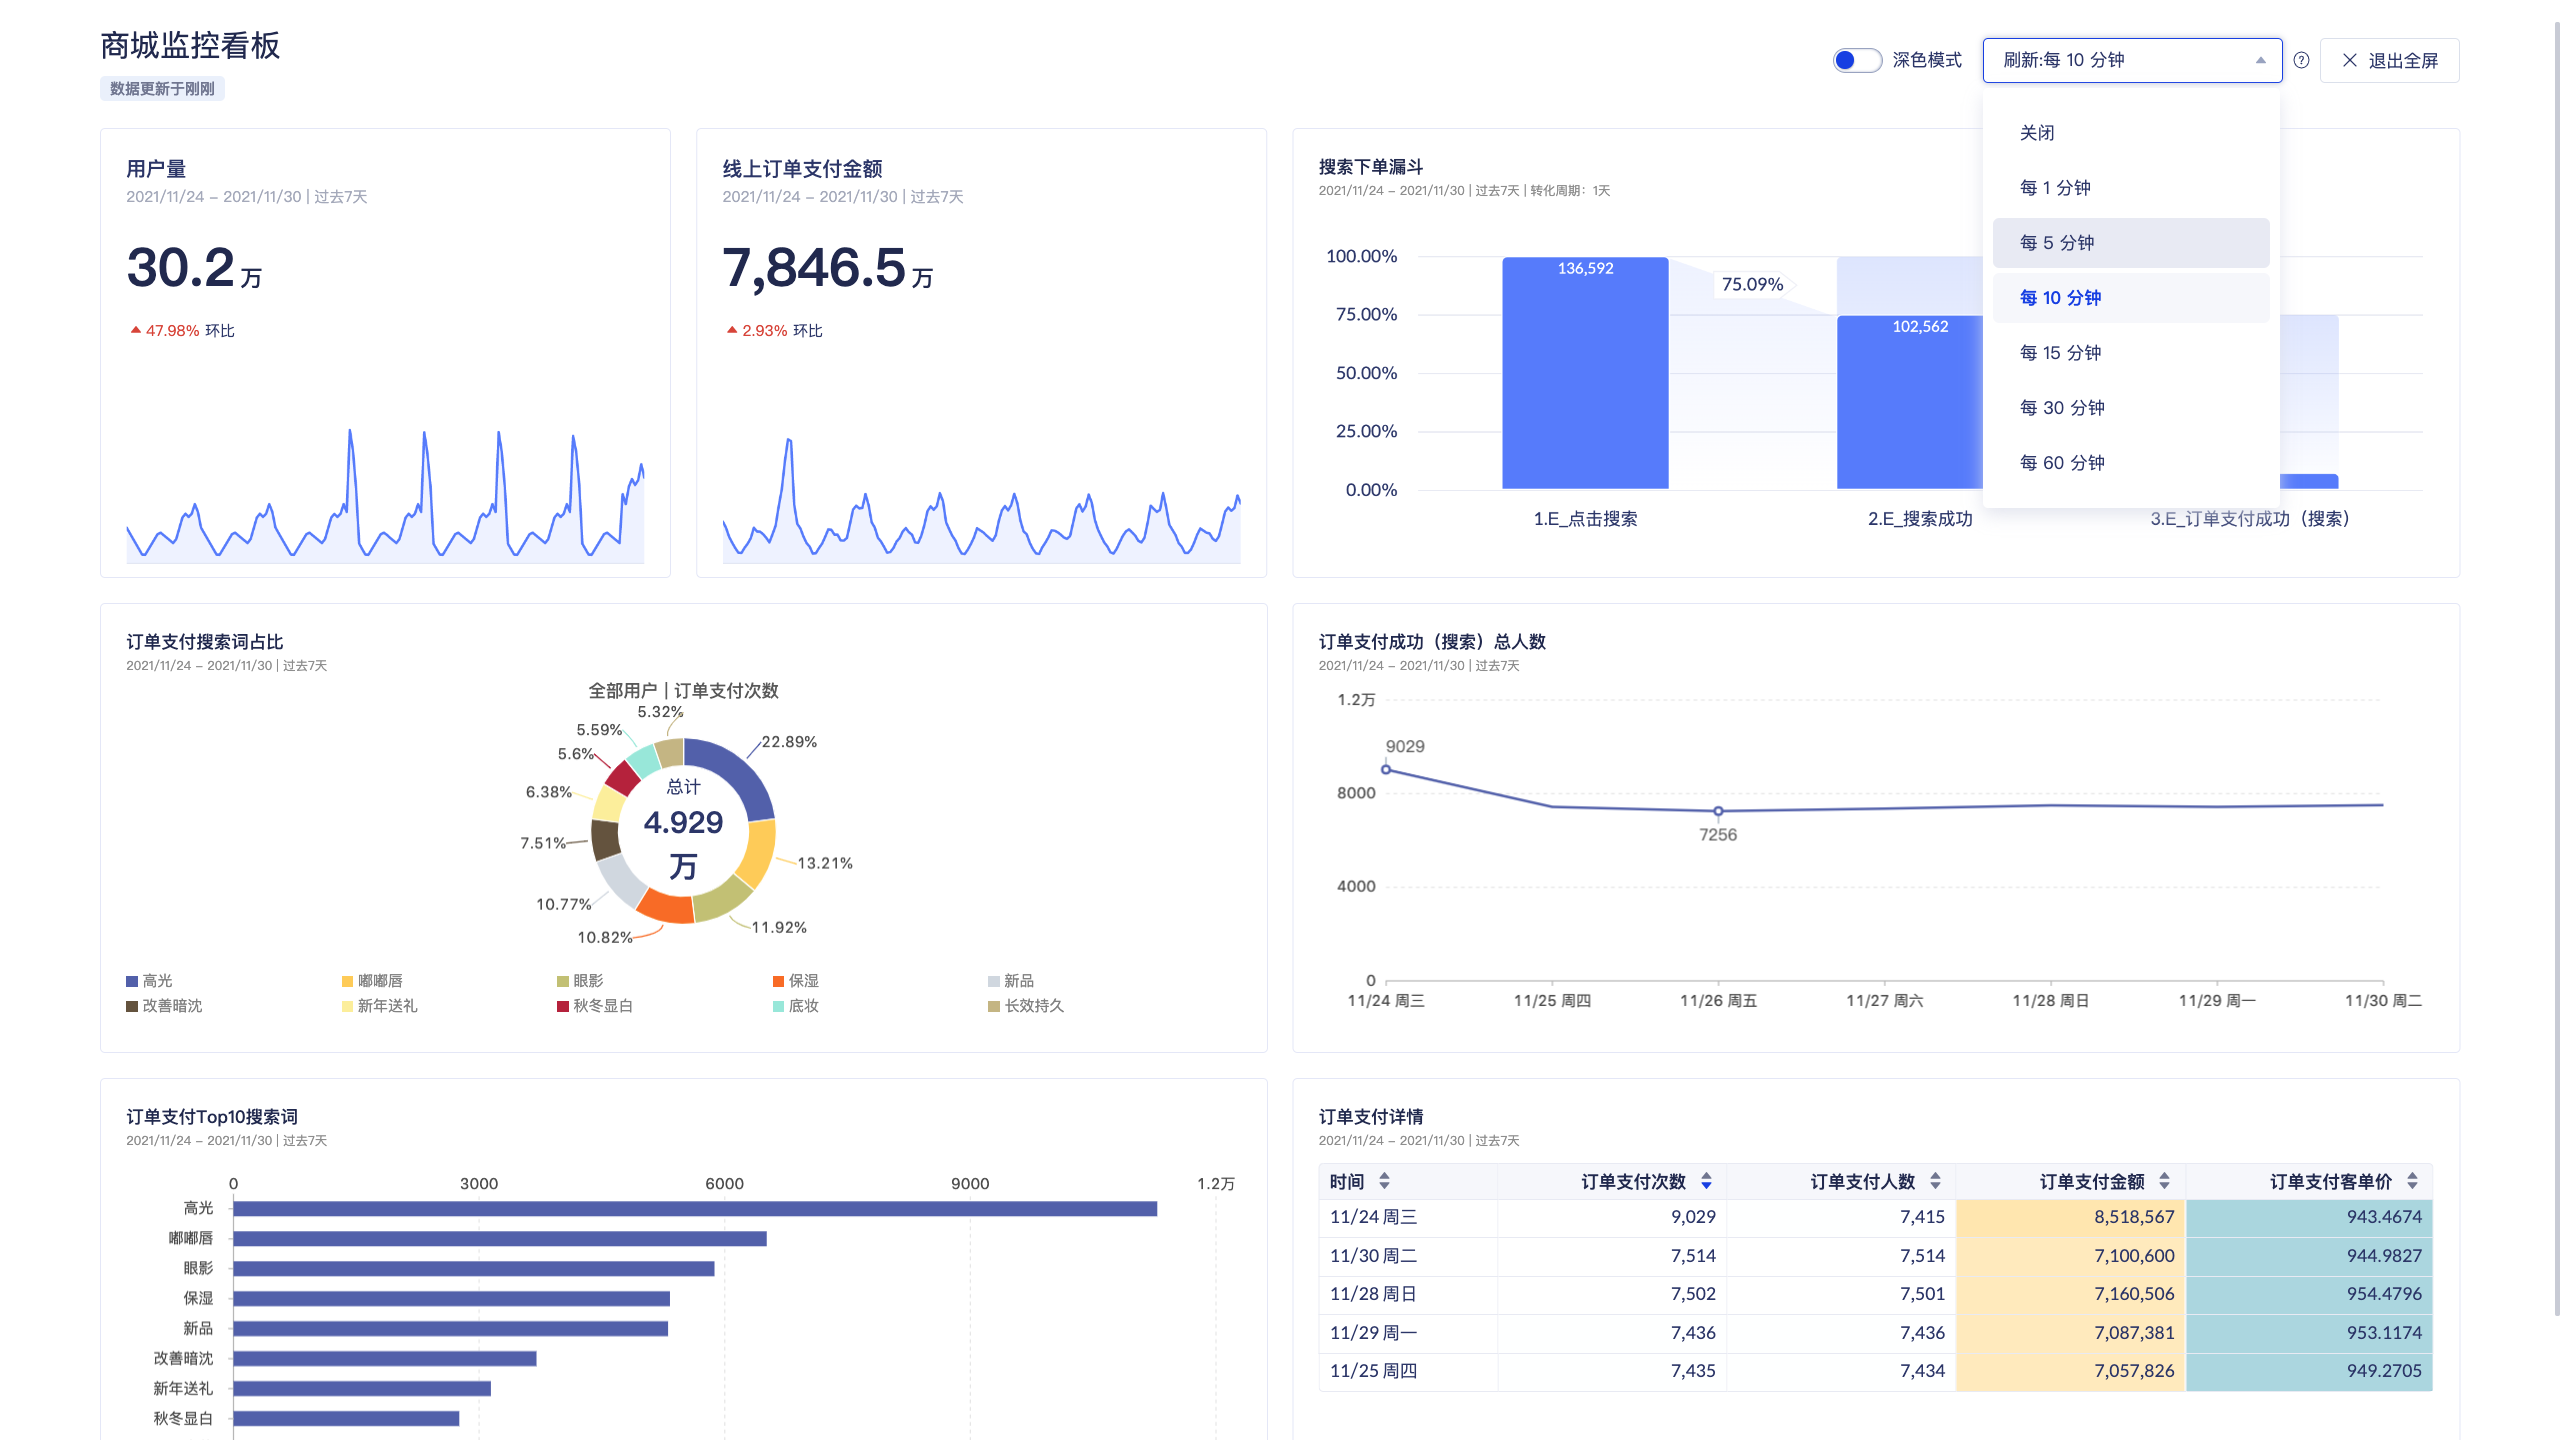 商城监控看板
数据更新于刚刚
深色模式
刷新:每 10 分钟
退出全屏
关闭
每 1 分钟
每 5 分钟
每 10 分钟
每 15 分钟
每 30 分钟
每 60 分钟
用户量
2021/11/24 – 2021/11/30 | 过去7天
30.2 万
47.98% 环比
线上订单支付金额
2021/11/24 – 2021/11/30 | 过去7天
7,846.5 万
2.93% 环比
搜索下单漏斗
2021/11/24 – 2021/11/30 | 过去7天 | 转化周期：1天
100.00%
75.00%
50.00%
25.00%
0.00%
136,592
75.09%
102,562
1.E_点击搜索
2.E_搜索成功
3.E_订单支付成功（搜索）
订单支付搜索词占比
2021/11/24 – 2021/11/30 | 过去7天
全部用户 | 订单支付次数
5.32%
5.59%
5.6%
6.38%
7.51%
10.77%
10.82%
22.89%
13.21%
11.92%
总计
4.929
万
高光 嘟嘟唇 眼影 保湿 新品
改善暗沈 新年送礼 秋冬显白 底妆 长效持久
订单支付成功（搜索）总人数
2021/11/24 – 2021/11/30 | 过去7天
1.2万
8000
4000
0
9029
7256
11/24 周三 11/25 周四 11/26 周五 11/27 周六 11/28 周日 11/29 周一 11/30 周二
订单支付Top10搜索词
2021/11/24 – 2021/11/30 | 过去7天
0 3000 6000 9000 1.2万
高光
嘟嘟唇
眼影
保湿
新品
改善暗沈
新年送礼
秋冬显白
订单支付详情
2021/11/24 – 2021/11/30 | 过去7天
时间 订单支付次数 订单支付人数 订单支付金额 订单支付客单价
11/24 周三 9,029 7,415 8,518,567 943.4674
11/30 周二 7,514 7,514 7,100,600 944.9827
11/28 周日 7,502 7,501 7,160,506 954.4796
11/29 周一 7,436 7,436 7,087,381 953.1174
11/25 周四 7,435 7,434 7,057,826 949.2705